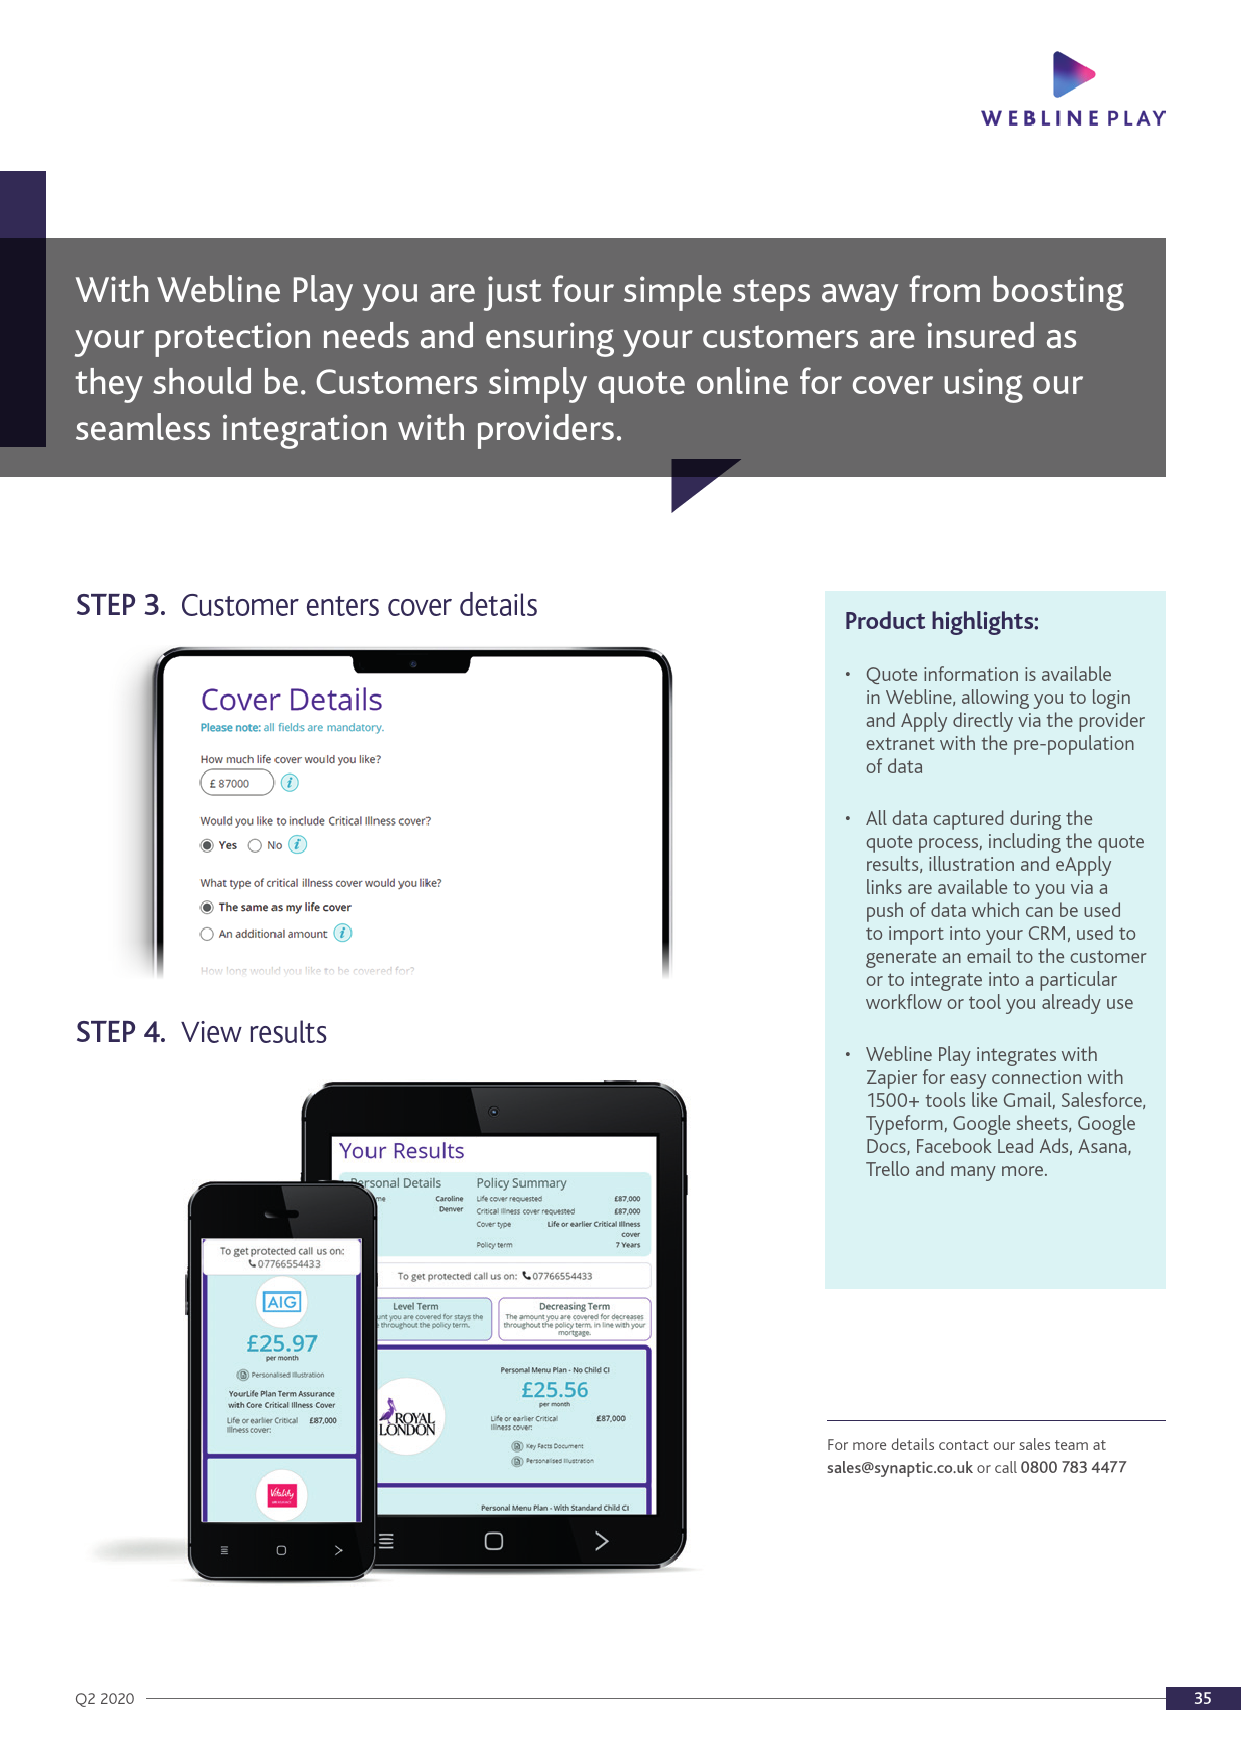 WEBLINE PLAY
With Webline Play you are just four simple steps away from boosting
your protection needs and ensuring your customers are insured as
they should be. Customers simply quote online for cover using our
seamless integration with providers.
STEP 3. Customer enters cover details
Cover Details
Please note: all fields are mandatory.
How much life cover would you like?
£ 87000 i
Would you like to include Critical Illness cover?
Yes No i
What type of critical illness cover would you like?
The same as my life cover
An additional amount i
How long would you like to be covered for?
STEP 4. View results
Your Results
Personal Details
me Caroline
Denver
Policy Summary
Life cover requested £87,000
Critical Illness cover requested £87,000
Cover type Life or earlier Critical Illness
cover
Policy term 7 Years
To get protected call us on: 07766554433
Level Term
unt you are covered for stays the
throughout the policy term.
Decreasing Term
The amount you are covered for decreases
throughout the policy term, in line with your
mortgage.
Personal Menu Plan - No Child CI
£25.56
per month
ROYAL
LONDON
Life or earlier Critical £87,000
Illness cover:
Key Facts Document
Personalised Illustration
Personal Menu Plan - With Standard Child CI
To get protected call us on:
07766554433
AIG
£25.97
per month
Personalised Illustration
YourLife Plan Term Assurance
with Core Critical Illness Cover
Life or earlier Critical £87,000
Illness cover:
Vitality
Product highlights:
• Quote information is available
in Webline, allowing you to login
and Apply directly via the provider
extranet with the pre-population
of data
• All data captured during the
quote process, including the quote
results, illustration and eApply
links are available to you via a
push of data which can be used
to import into your CRM, used to
generate an email to the customer
or to integrate into a particular
workflow or tool you already use
• Webline Play integrates with
Zapier for easy connection with
1500+ tools like Gmail, Salesforce,
Typeform, Google sheets, Google
Docs, Facebook Lead Ads, Asana,
Trello and many more.
For more details contact our sales team at
sales@synaptic.co.uk or call 0800 783 4477
Q2 2020
35